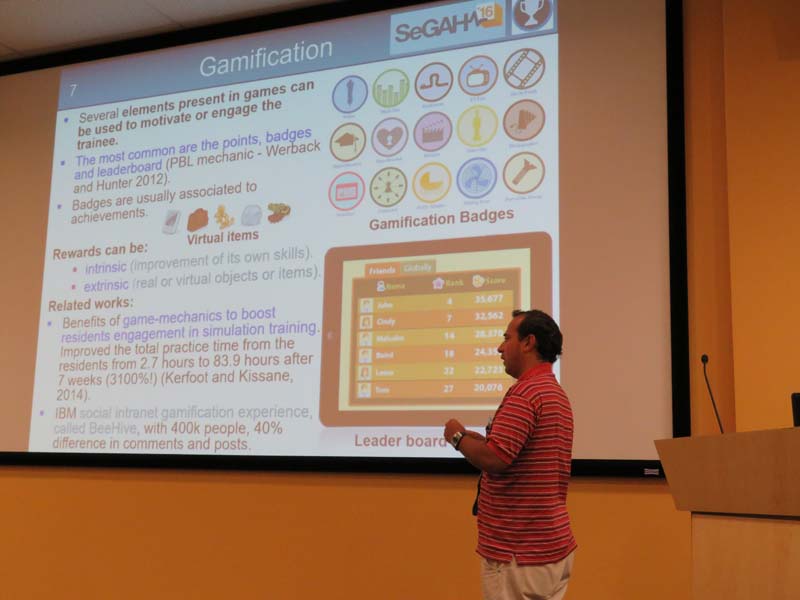 7
Gamification
SeGAH '16
Several elements present in games can
be used to motivate or engage the
trainee.
The most common are the points, badges
and leaderboard (PBL mechanic - Werback
and Hunter 2012).
Badges are usually associated to
achievements.
Virtual items
Rewards can be:
intrinsic (improvement of its own skills).
extrinsic (real or virtual objects or items).
Related works:
Benefits of game-mechanics to boost
residents engagement in simulation training.
Improved the total practice time from the
residents from 2.7 hours to 83.9 hours after
7 weeks (3100%!) (Kerfoot and Kissane,
2014).
IBM social intranet gamification experience,
called BeeHive, with 400k people, 40%
difference in comments and posts.
Gamification Badges
Friends Globally
Name Rank Score
John 4 35,677
Cindy 7 32,562
Malcolm 14
Baird 18
Leesa 22 22,723
Tom 27 20,076
Leader board